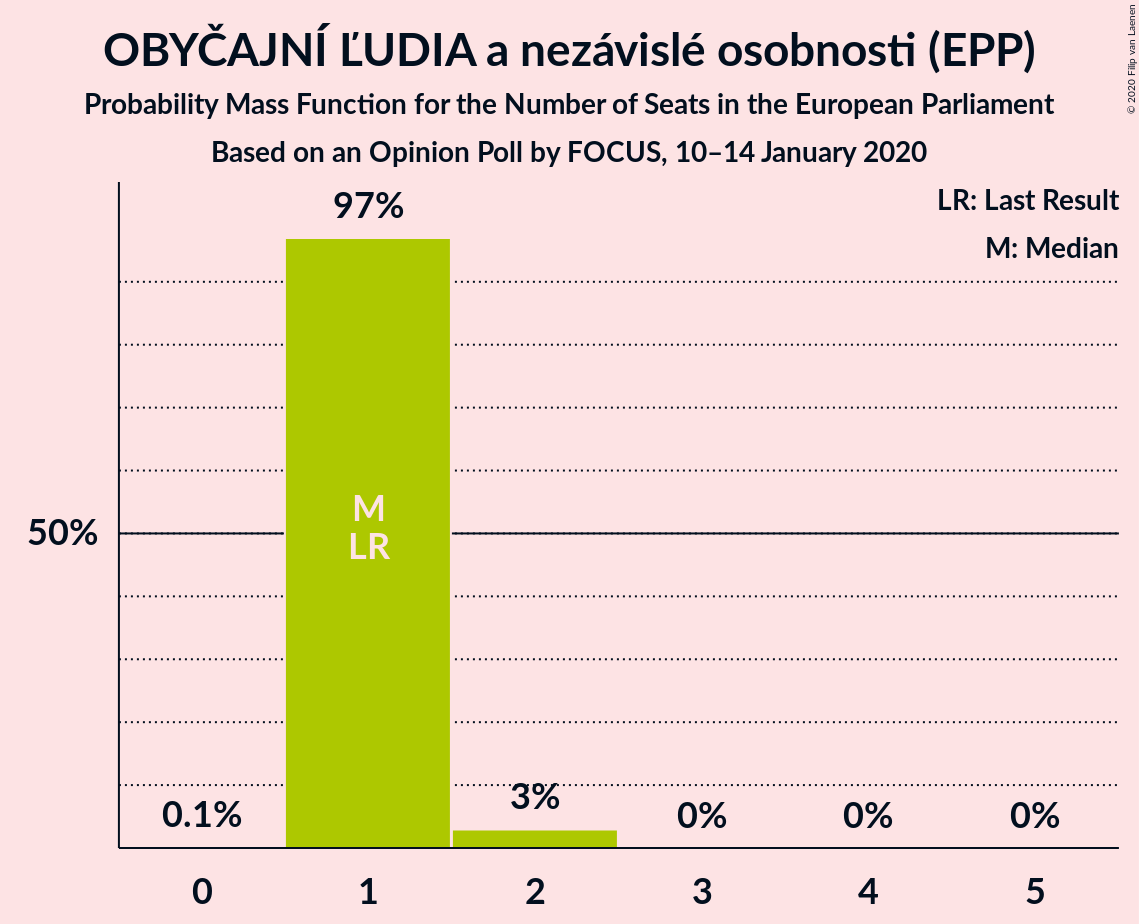 OBYČAJNÍ ĽUDIA a nezávislé osobnosti (EPP)
Probability Mass Function for the Number of Seats in the European Parliament
Based on an Opinion Poll by FOCUS, 10–14 January 2020
© 2020 Filip van Laenen
LR: Last Result
M: Median
97%
M
LR
50%
0.1%
3%
0%
0%
0%
0 1 2 3 4 5